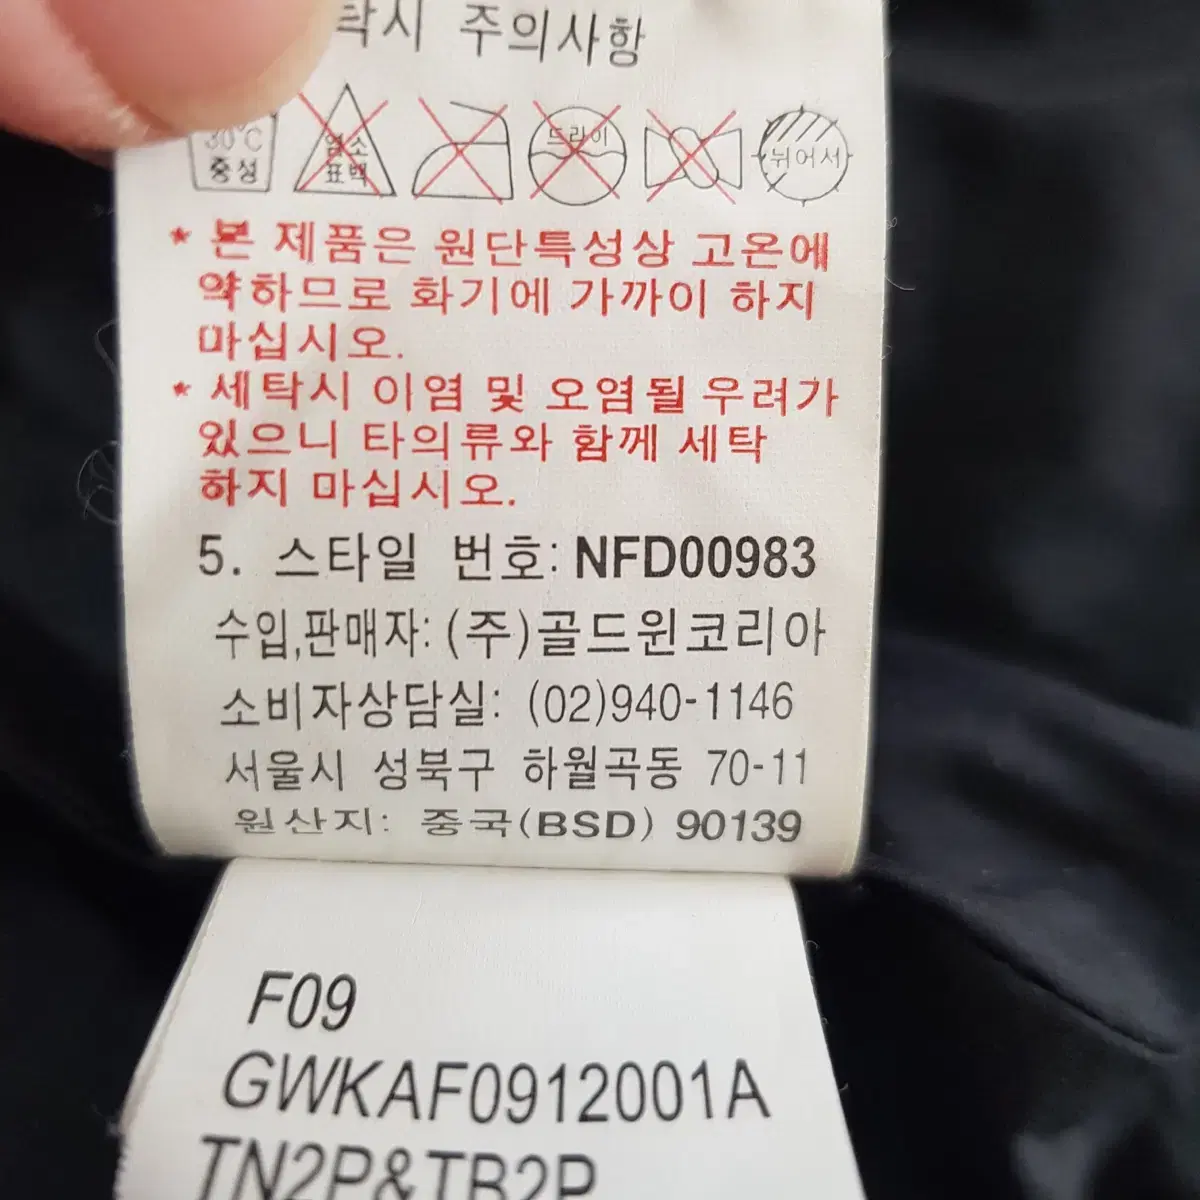 탁시 주의사항
30℃ 중성 염소 표백 드라이 뉘어서
* 본 제품은 원단특성상 고온에
약하므로 화기에 가까이 하지
마십시오.
* 세탁시 이염 및 오염될 우려가
있으니 타의류와 함께 세탁
하지 마십시오.
5. 스타일 번호: NFD00983
수입,판매자: (주)골드윈코리아
소비자상담실: (02)940-1146
서울시 성북구 하월곡동 70-11
원산지: 중국(BSD) 90139
F09
GWKAF0912001A
TN2P&TB2P